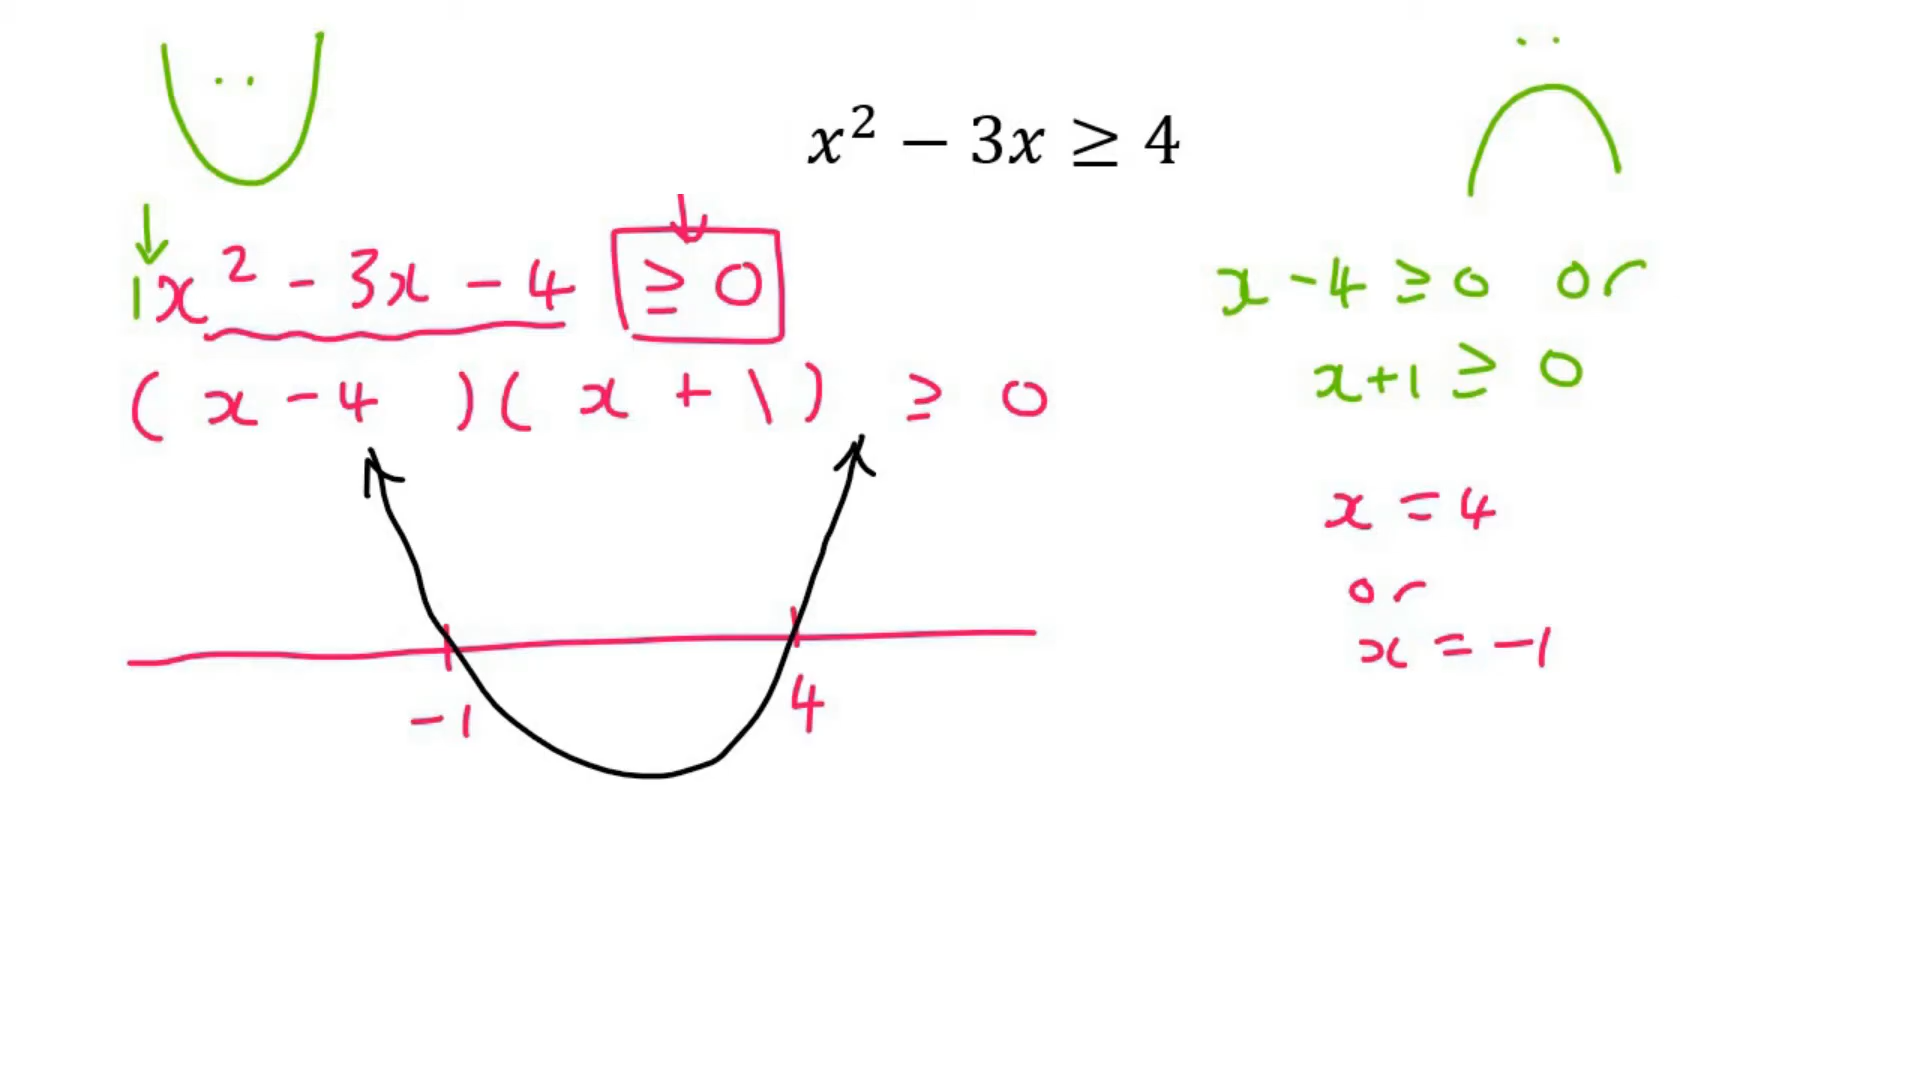 x² − 3x ≥ 4
1x² - 3x - 4 ≥ 0
(x - 4)(x + 1) ≥ 0
-1
4
x - 4 ≥ 0 or
x + 1 ≥ 0
x = 4
or
x = -1